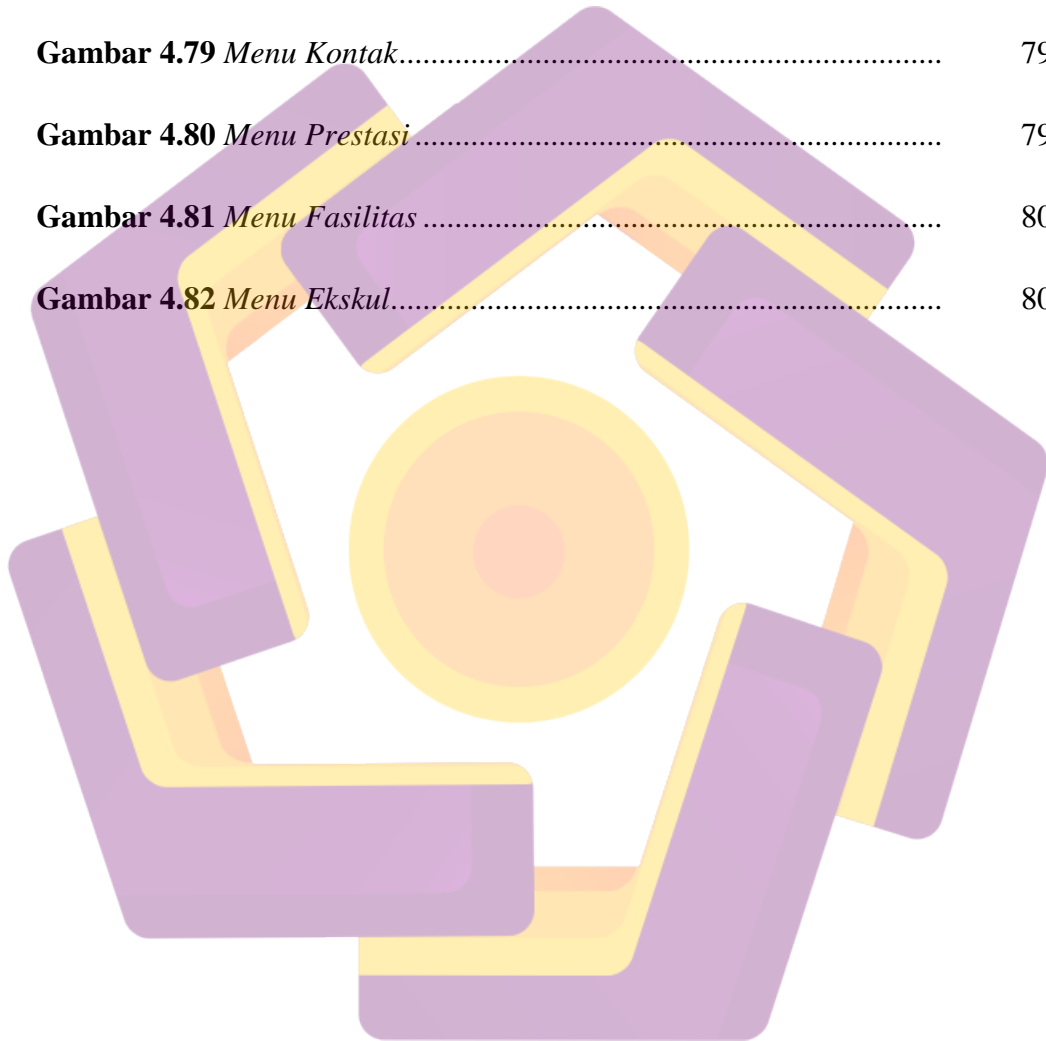 Gambar 4.79 Menu Kontak.................................................................... 79
Gambar 4.80 Menu Prestasi.................................................................. 79
Gambar 4.81 Menu Fasilitas................................................................. 80
Gambar 4.82 Menu Ekskul..................................................................... 80